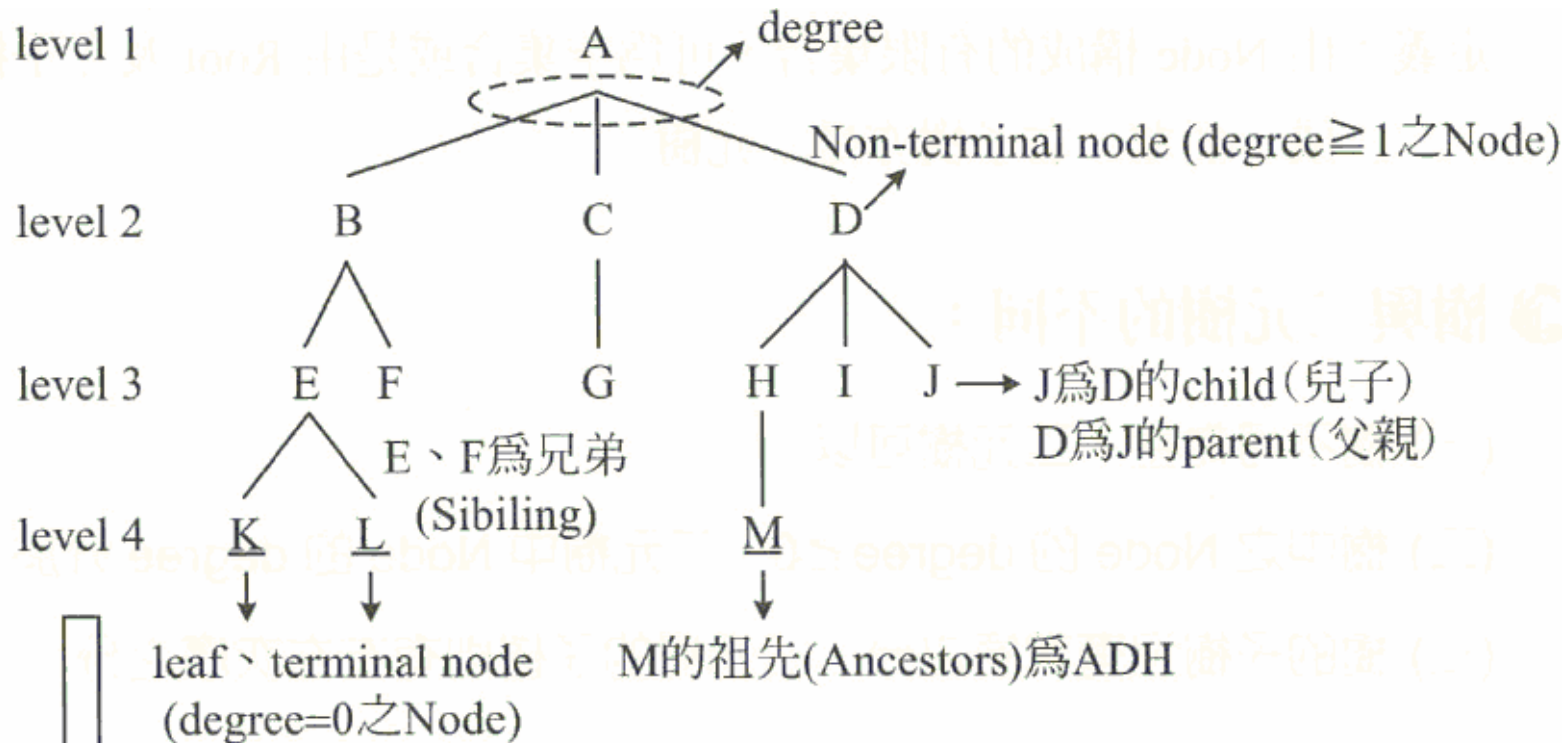 level 1 A degree
Non-terminal node (degree≧1之Node)
level 2 B C D
level 3 E F G H I J J爲D的child(兒子)
D爲J的parent(父親)
E、F爲兄弟
(Sibiling)
level 4 K L M
leaf、terminal node M的祖先(Ancestors)爲ADH
(degree=0之Node)